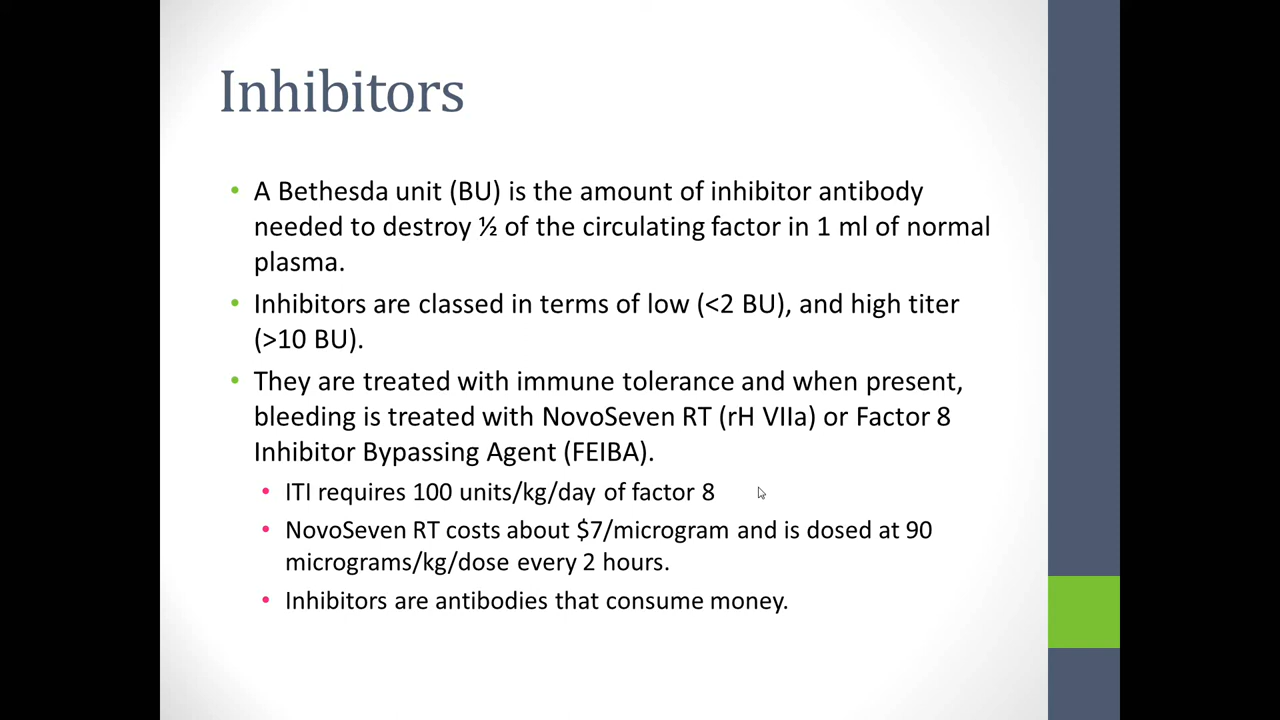 Inhibitors
• A Bethesda unit (BU) is the amount of inhibitor antibody
needed to destroy ½ of the circulating factor in 1 ml of normal
plasma.
• Inhibitors are classed in terms of low (<2 BU), and high titer
(>10 BU).
• They are treated with immune tolerance and when present,
bleeding is treated with NovoSeven RT (rH VIIa) or Factor 8
Inhibitor Bypassing Agent (FEIBA).
• ITI requires 100 units/kg/day of factor 8
• NovoSeven RT costs about $7/microgram and is dosed at 90
micrograms/kg/dose every 2 hours.
• Inhibitors are antibodies that consume money.